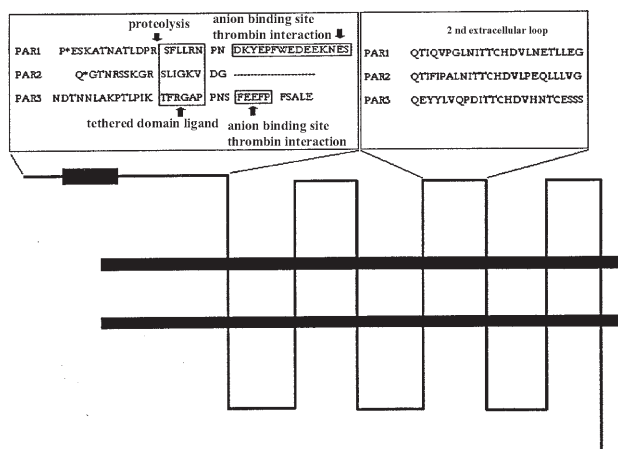 proteolysis
anion binding site
thrombin interaction
PAR1 P*ESKATNATLDPR SFLLRN PN DKYEPFWEDEEKNES
PAR2 Q*GTNRSSKGR SLIGKV DG --------------------
PAR3 NDTNNLAKPTLPIK TFRGAP PNS FEEFP FSALE
tethered domain ligand
anion binding site
thrombin interaction
2 nd extracellular loop
PAR1 QTIQVPGLNITTCHDVLNETLLEG
PAR2 QTIFIPALNITTCHDVLPEQLLVG
PAR3 QEYYLVQPDITTCHDVHNTCESSS